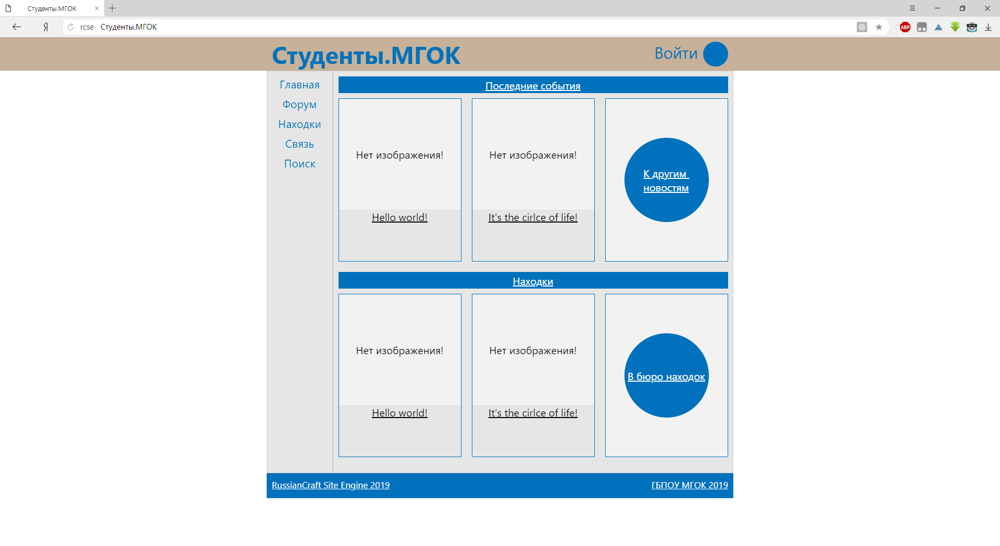 Студенты.МГОК
Я
rcse Студенты.МГОК
ABP
Студенты.МГОК
Войти
Главная
Форум
Находки
Связь
Поиск
Последние события
Нет изображения!
Hello world!
Нет изображения!
It's the cirlce of life!
К другим
новостям
Находки
Нет изображения!
Hello world!
Нет изображения!
It's the cirlce of life!
В бюро находок
RussianCraft Site Engine 2019
ГБПОУ МГОК 2019